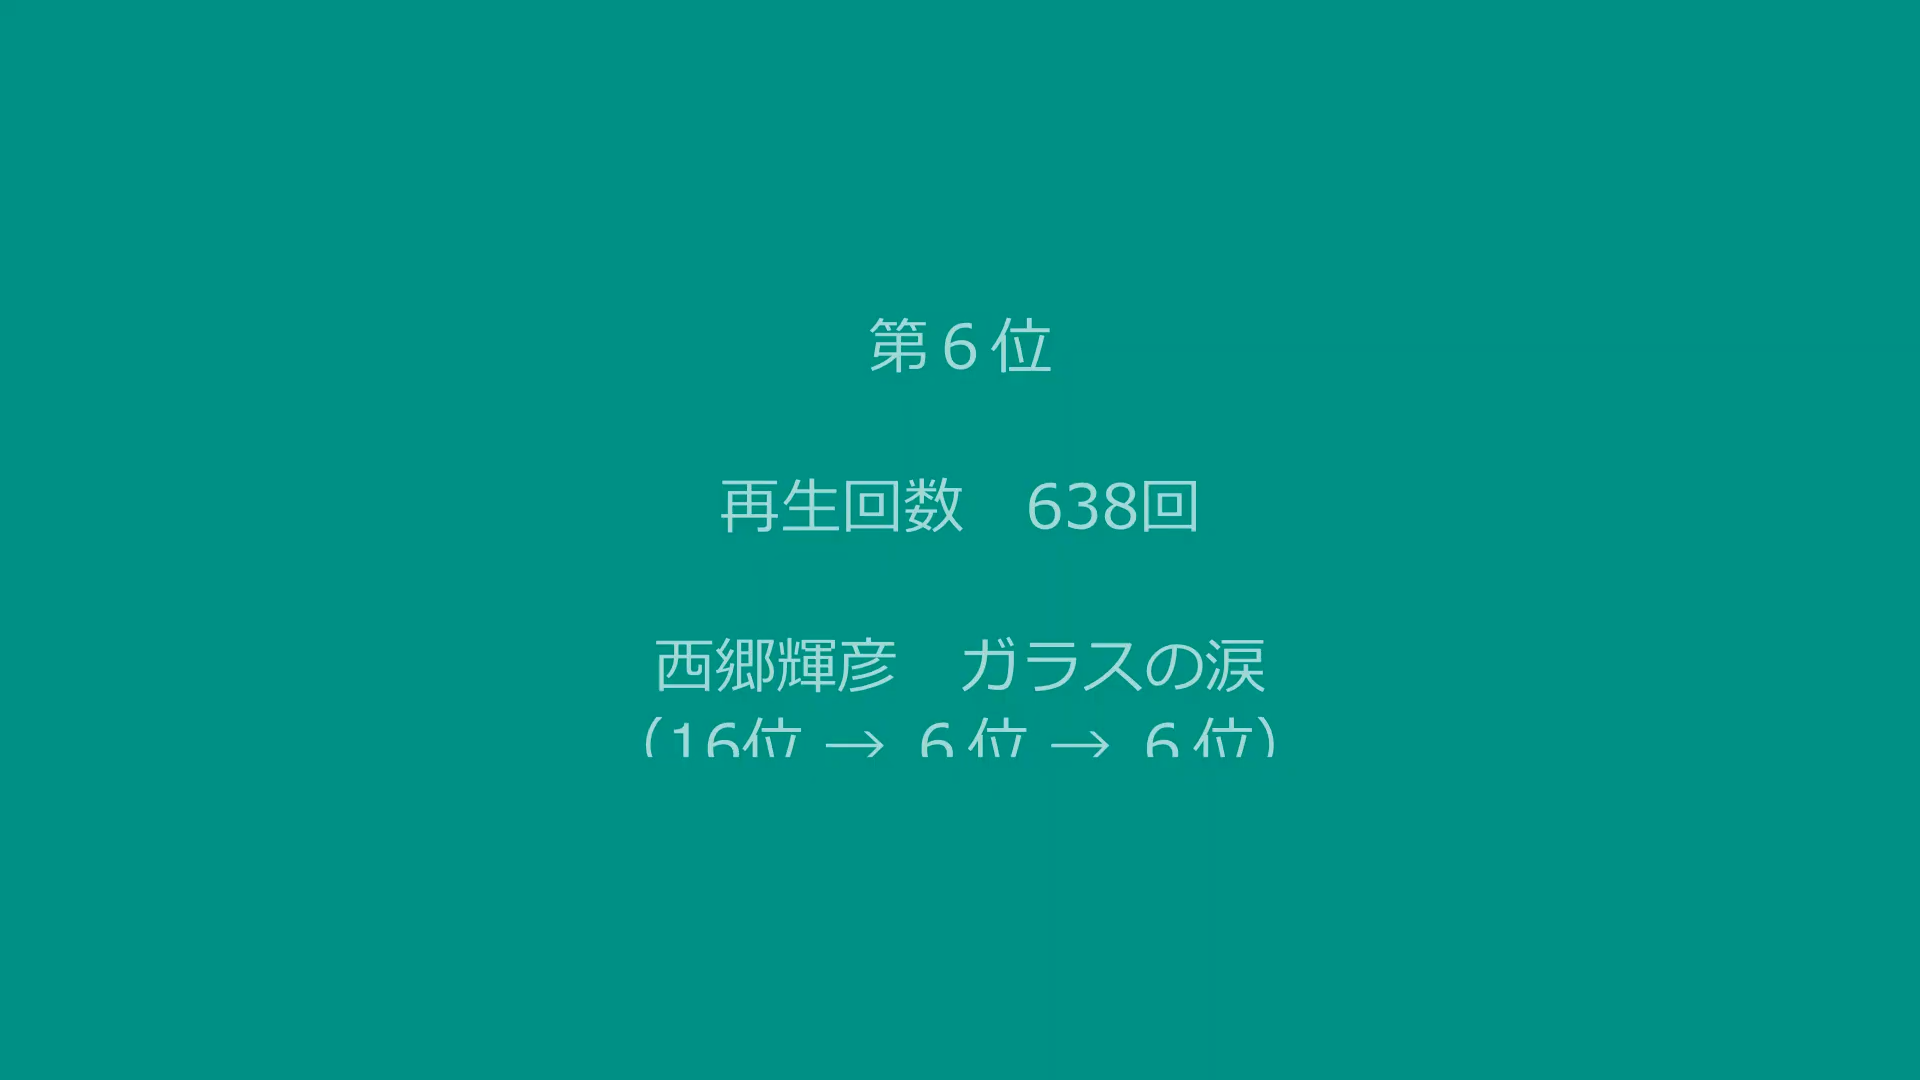 第６位
再生回数　638回
西郷輝彦　ガラスの涙
（16位 → ６位 → ６位）